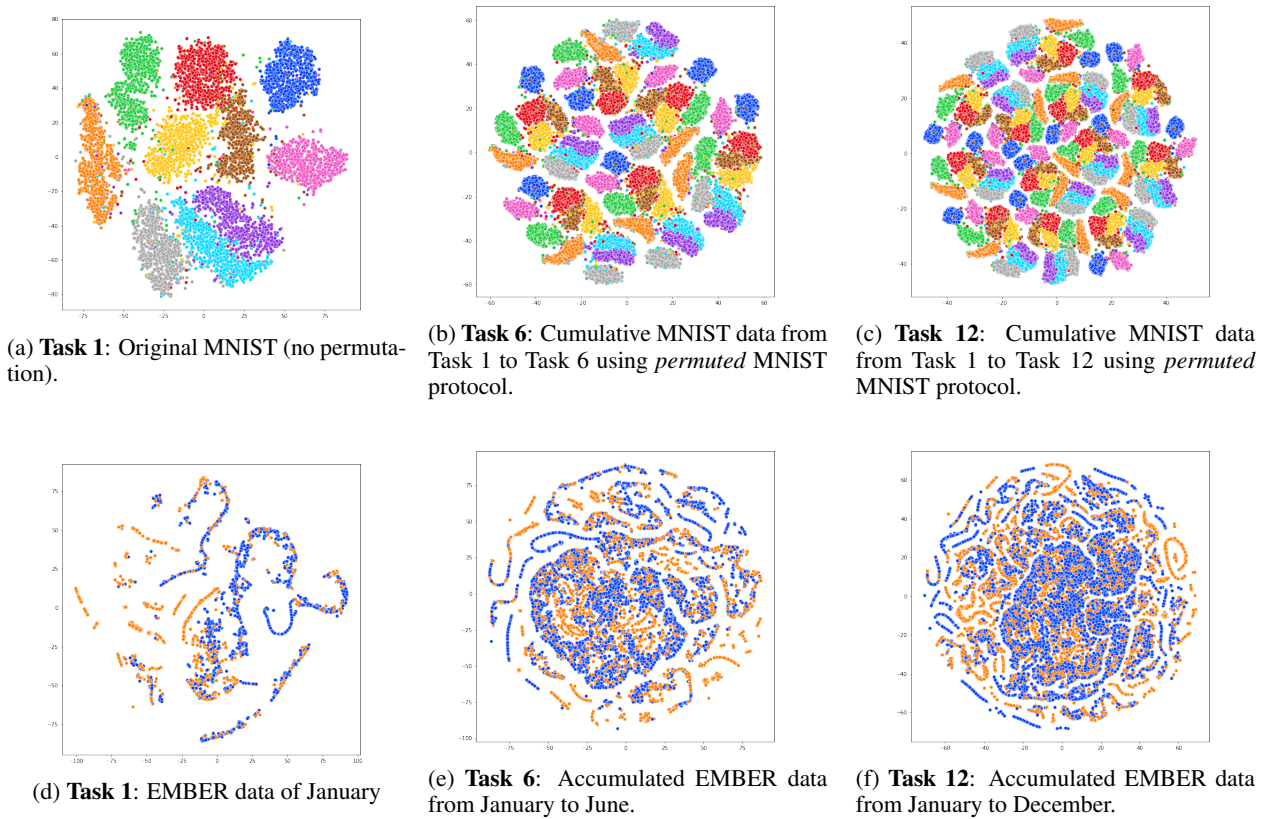 (a) Task 1: Original MNIST (no permuta-
tion).
(b) Task 6: Cumulative MNIST data from
Task 1 to Task 6 using permuted MNIST
protocol.
(c) Task 12: Cumulative MNIST data
from Task 1 to Task 12 using permuted
MNIST protocol.
(d) Task 1: EMBER data of January
(e) Task 6: Accumulated EMBER data
from January to June.
(f) Task 12: Accumulated EMBER data
from January to December.